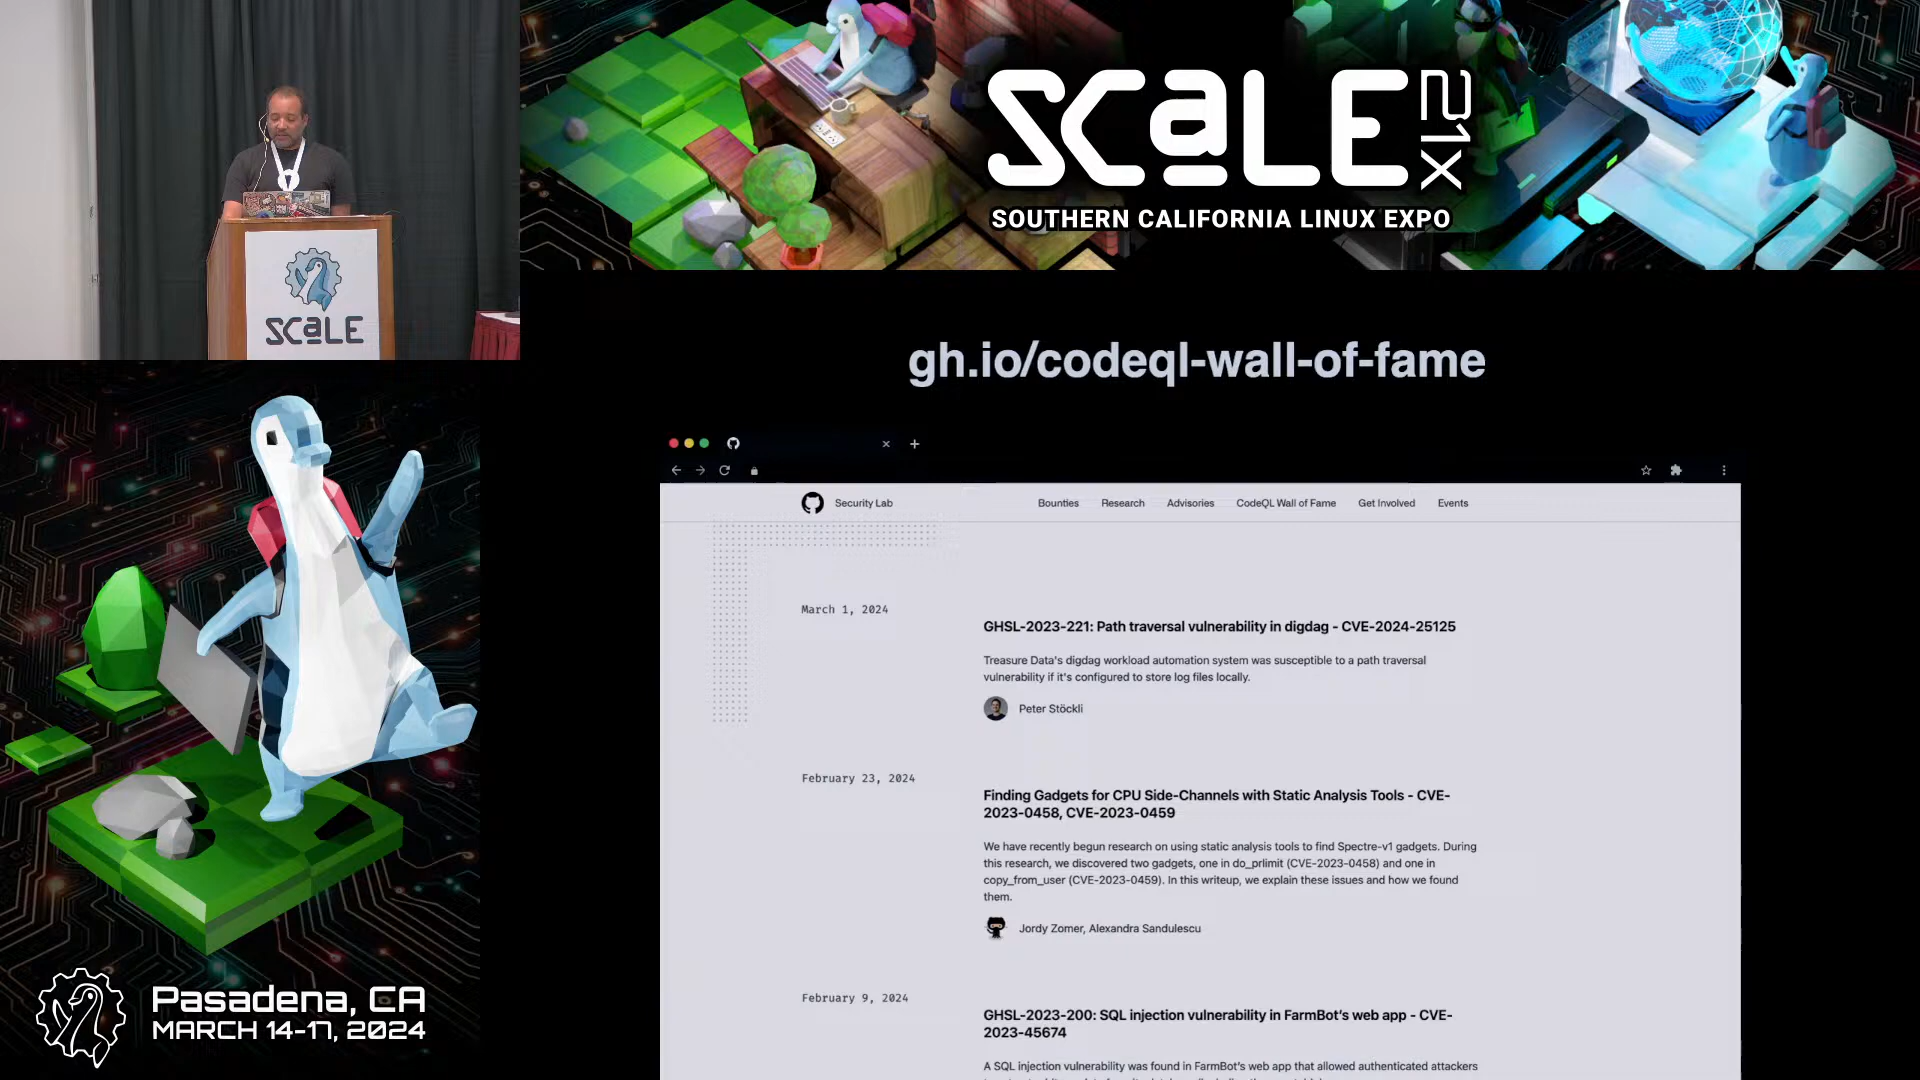 SCALE
21X
SOUTHERN CALIFORNIA LINUX EXPO
SCALE
gh.io/codeql-wall-of-fame
Security Lab
Bounties
Research
Advisories
CodeQL Wall of Fame
Get Involved
Events
March 1, 2024
GHSL-2023-221: Path traversal vulnerability in digdag - CVE-2024-25125
Treasure Data's digdag workload automation system was susceptible to a path traversal
vulnerability if it's configured to store log files locally.
Peter Stöckli
February 23, 2024
Finding Gadgets for CPU Side-Channels with Static Analysis Tools - CVE-
2023-0458, CVE-2023-0459
We have recently begun research on using static analysis tools to find Spectre-v1 gadgets. During
this research, we discovered two gadgets, one in do_prlimit (CVE-2023-0458) and one in
copy_from_user (CVE-2023-0459). In this writeup, we explain these issues and how we found
them.
Jordy Zomer, Alexandra Sandulescu
February 9, 2024
GHSL-2023-200: SQL injection vulnerability in FarmBot's web app - CVE-
2023-45674
A SQL injection vulnerability was found in FarmBot's web app that allowed authenticated attackers
Pasadena, CA
MARCH 14-17, 2024